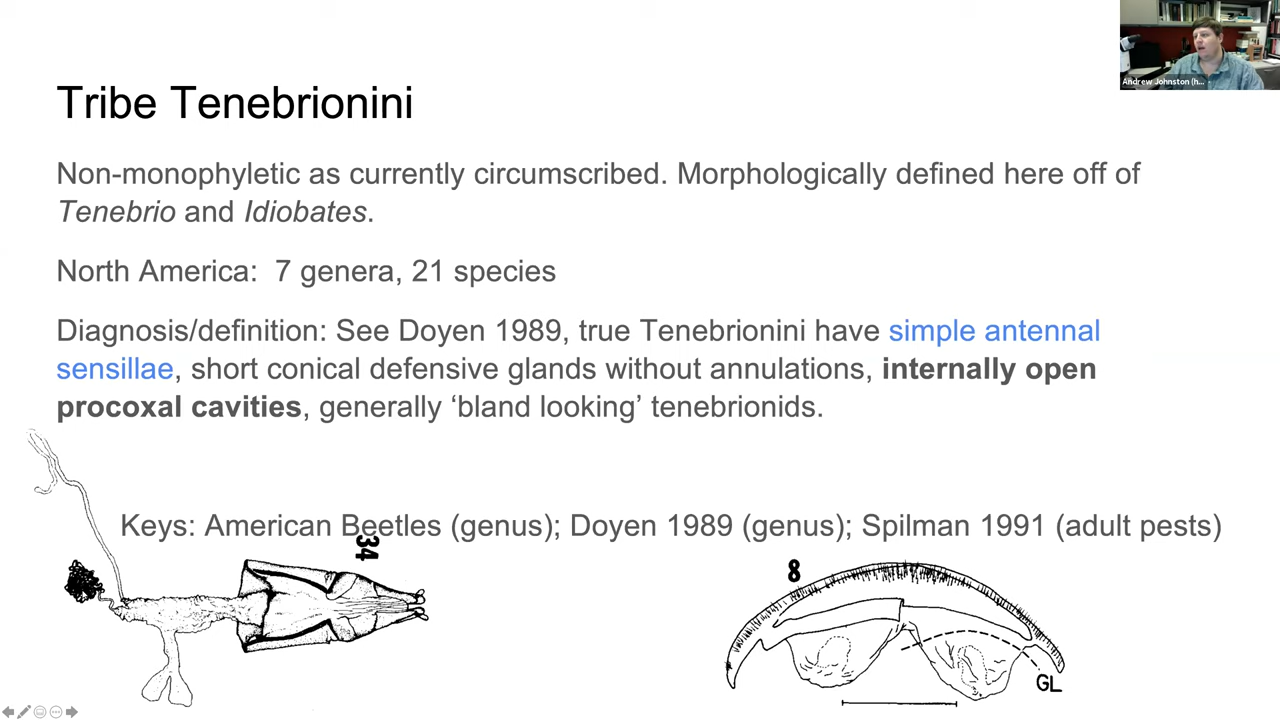 Andrew Johnston (h...
Tribe Tenebrionini
Non-monophyletic as currently circumscribed. Morphologically defined here off of
Tenebrio and Idiobates.
North America:  7 genera, 21 species
Diagnosis/definition: See Doyen 1989, true Tenebrionini have simple antennal
sensillae, short conical defensive glands without annulations, internally open
procoxal cavities, generally ‘bland looking’ tenebrionids.
Keys: American Beetles (genus); Doyen 1989 (genus); Spilman 1991 (adult pests)
34
8
GL